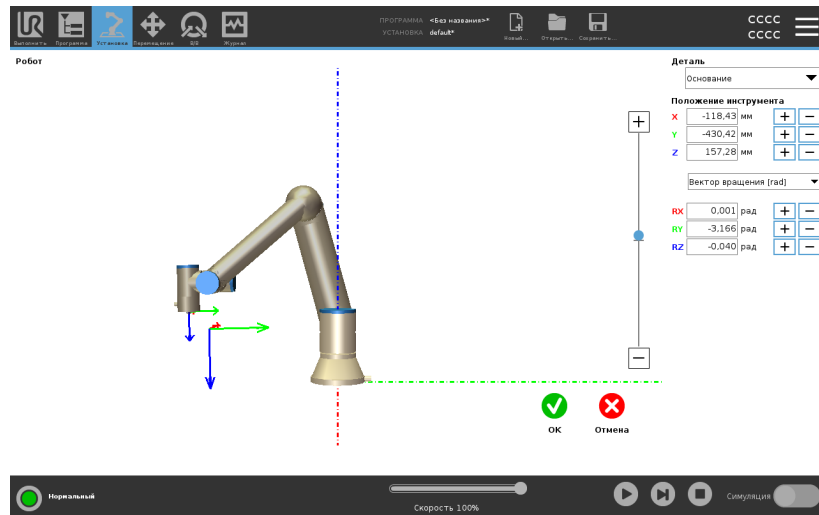 UR
Выполнить Программа Установка Перемещение В/В Журнал
ПРОГРАММА <Без названия>*
УСТАНОВКА default*
Новый... Открыть... Сохранить...
cccc
cccc
Робот
Деталь
Основание
Положение инструмента
X -118,43 мм + −
Y -430,42 мм + −
Z 157,28 мм + −
Вектор вращения [rad]
RX 0,001 рад + −
RY -3,166 рад + −
RZ -0,040 рад + −
OK Отмена
Нормальный
Скорость 100%
Симуляция